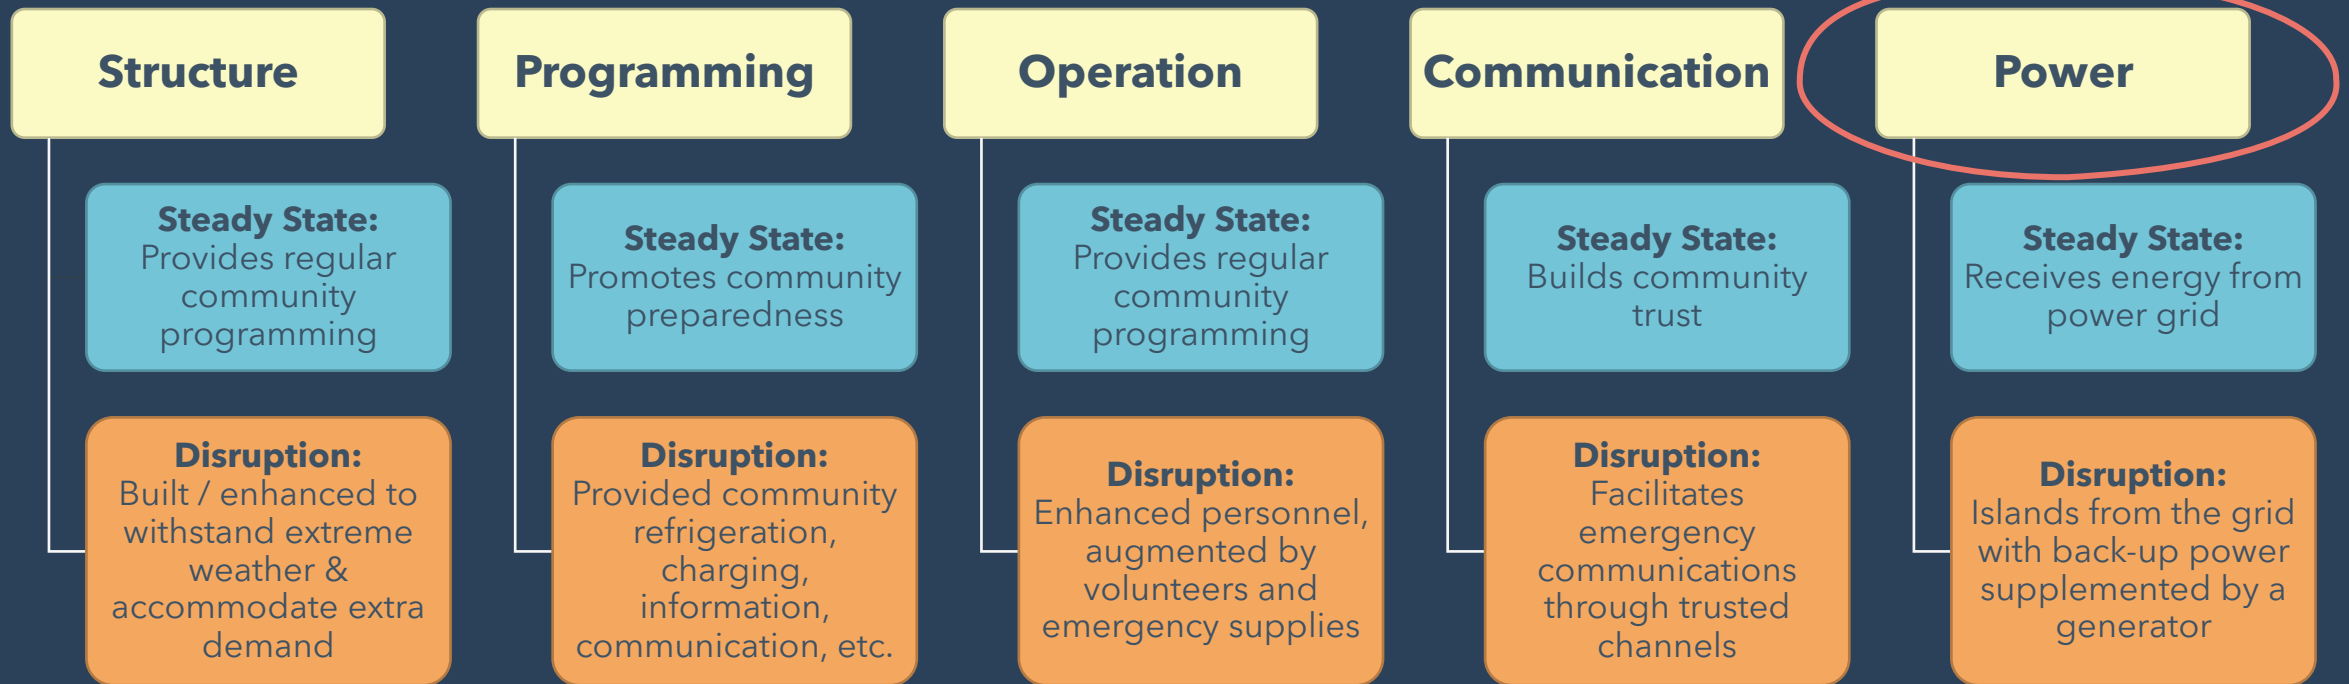 Structure
Steady State:
Provides regular
community
programming
Disruption:
Built / enhanced to
withstand extreme
weather &
accommodate extra
demand
Programming
Steady State:
Promotes community
preparedness
Disruption:
Provided community
refrigeration,
charging,
information,
communication, etc.
Operation
Steady State:
Provides regular
community
programming
Disruption:
Enhanced personnel,
augmented by
volunteers and
emergency supplies
Communication
Steady State:
Builds community
trust
Disruption:
Facilitates
emergency
communications
through trusted
channels
Power
Steady State:
Receives energy from
power grid
Disruption:
Islands from the grid
with back-up power
supplemented by a
generator